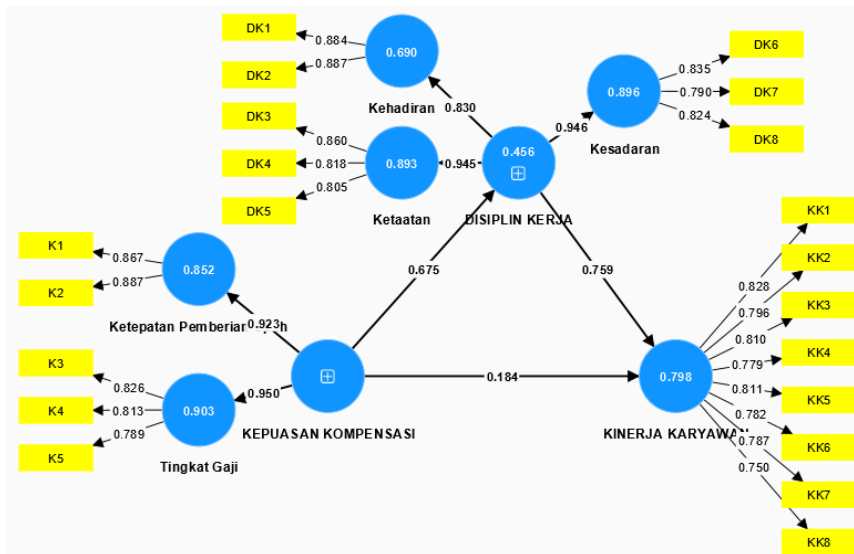 DK1
0.884
DK2
0.887
0.690
Kehadiran
0.830
DK3
0.860
DK4
0.818
DK5
0.805
0.893
Ketaatan
0.945
0.456
DISIPLIN KERJA
0.946
0.896
Kesadaran
DK6
0.835
DK7
0.790
DK8
0.824
K1
0.867
K2
0.887
0.852
Ketepatan Pemberian
0.923
K3
0.826
K4
0.813
K5
0.789
0.903
Tingkat Gaji
0.950
KEPUASAN KOMPENSASI
0.675
0.184
0.759
0.798
KINERJA KARYAWAN
KK1
0.828
KK2
0.796
KK3
0.810
KK4
0.779
KK5
0.811
KK6
0.782
KK7
0.787
KK8
0.750